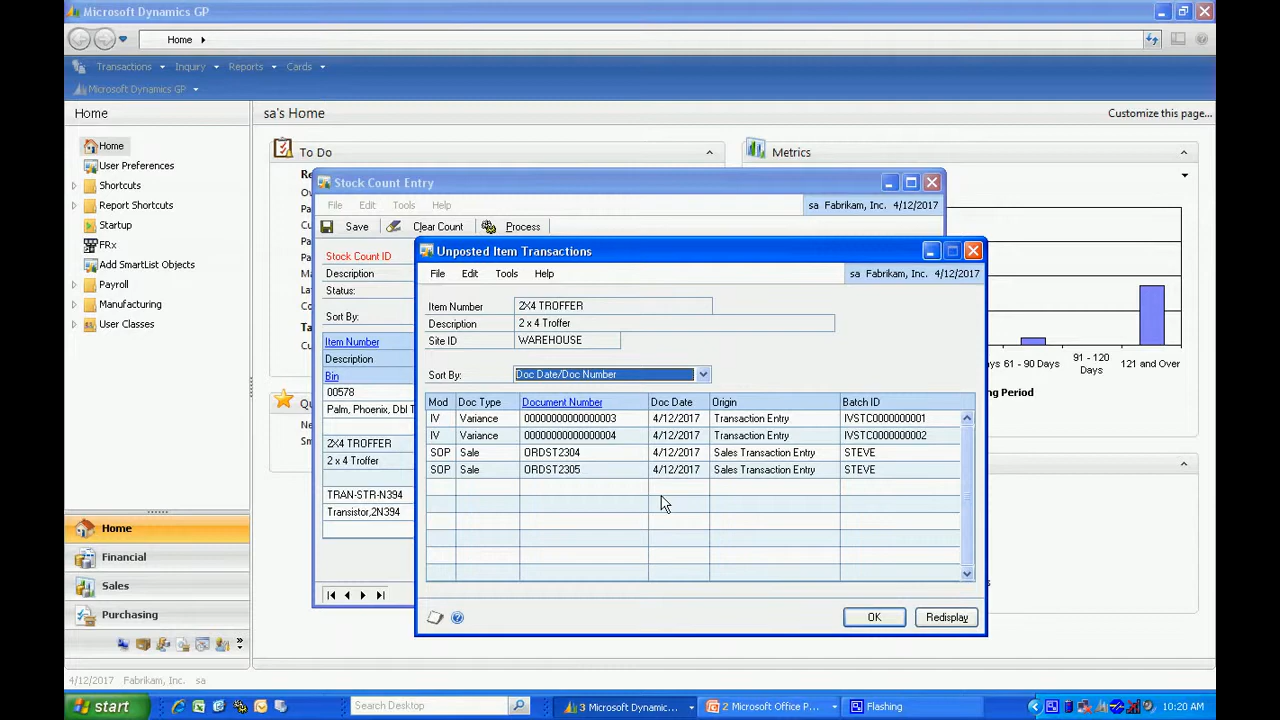 Microsoft Dynamics GP
Home
Transactions Inquiry Reports Cards
Microsoft Dynamics GP
Home
sa's Home
Customize this page...
Home
User Preferences
Shortcuts
Report Shortcuts
Startup
FRx
Add SmartList Objects
Payroll
Manufacturing
User Classes
To Do
Metrics
Stock Count Entry
File Edit Tools Help
sa Fabrikam, Inc. 4/12/2017
Save Clear Count Process
Stock Count ID
Description
Status:
Sort By:
Item Number
Description
Bin
00578
Palm, Phoenix, Dbl T
2X4 TROFFER
2 x 4 Troffer
TRAN-STR-N394
Transistor,2N394
Unposted Item Transactions
File Edit Tools Help
sa Fabrikam, Inc. 4/12/2017
Item Number 2X4 TROFFER
Description 2 x 4 Troffer
Site ID WAREHOUSE
Sort By: Doc Date/Doc Number
Mod Doc Type Document Number Doc Date Origin Batch ID
IV Variance 00000000000000003 4/12/2017 Transaction Entry IVSTC0000000001
IV Variance 00000000000000004 4/12/2017 Transaction Entry IVSTC0000000002
SOP Sale ORDST2304 4/12/2017 Sales Transaction Entry STEVE
SOP Sale ORDST2305 4/12/2017 Sales Transaction Entry STEVE
OK Redisplay
61 - 90 Days
91 - 120 Days
121 and Over
ing Period
Home
Financial
Sales
Purchasing
4/12/2017 Fabrikam, Inc. sa
start
Search Desktop
3 Microsoft Dynamic...
2 Microsoft Office P...
Flashing
10:20 AM